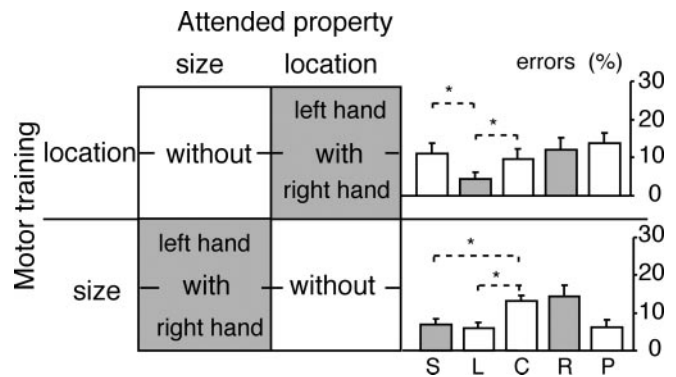 Attended property
size location
errors (%)
Motor training
location
without
left hand
with
right hand
*
*
30
20
10
0
size
left hand
with
right hand
without
*
*
30
20
10
0
S L C R P